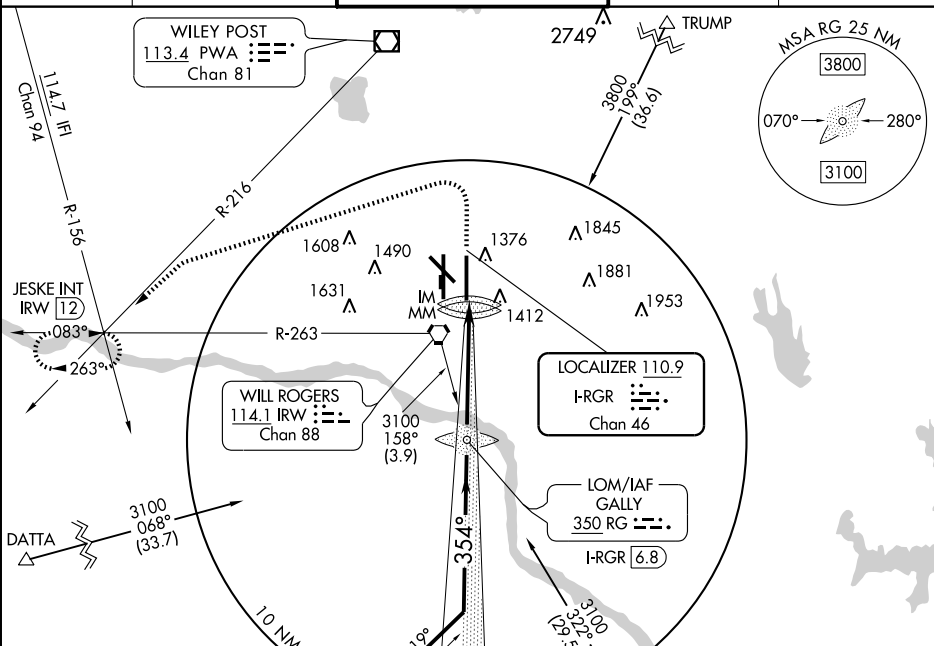 WILEY POST
113.4 PWA
Chan 81
2749
TRUMP
3800
199°
(36.6)
MSA RG 25 NM
3800
070°
280°
3100
114.7 IFI
Chan 94
R-156
R-216
1608
1490
1631
1376
1845
1881
1953
1412
IM
MM
JESKE INT
IRW 12
083°
263°
R-263
WILL ROGERS
114.1 IRW
Chan 88
3100
158°
(3.9)
LOCALIZER 110.9
I-RGR
Chan 46
LOM/IAF
GALLY
350 RG
I-RGR 6.8
DATTA
3100
068°
(33.7)
354°
3100
322°
10 NM